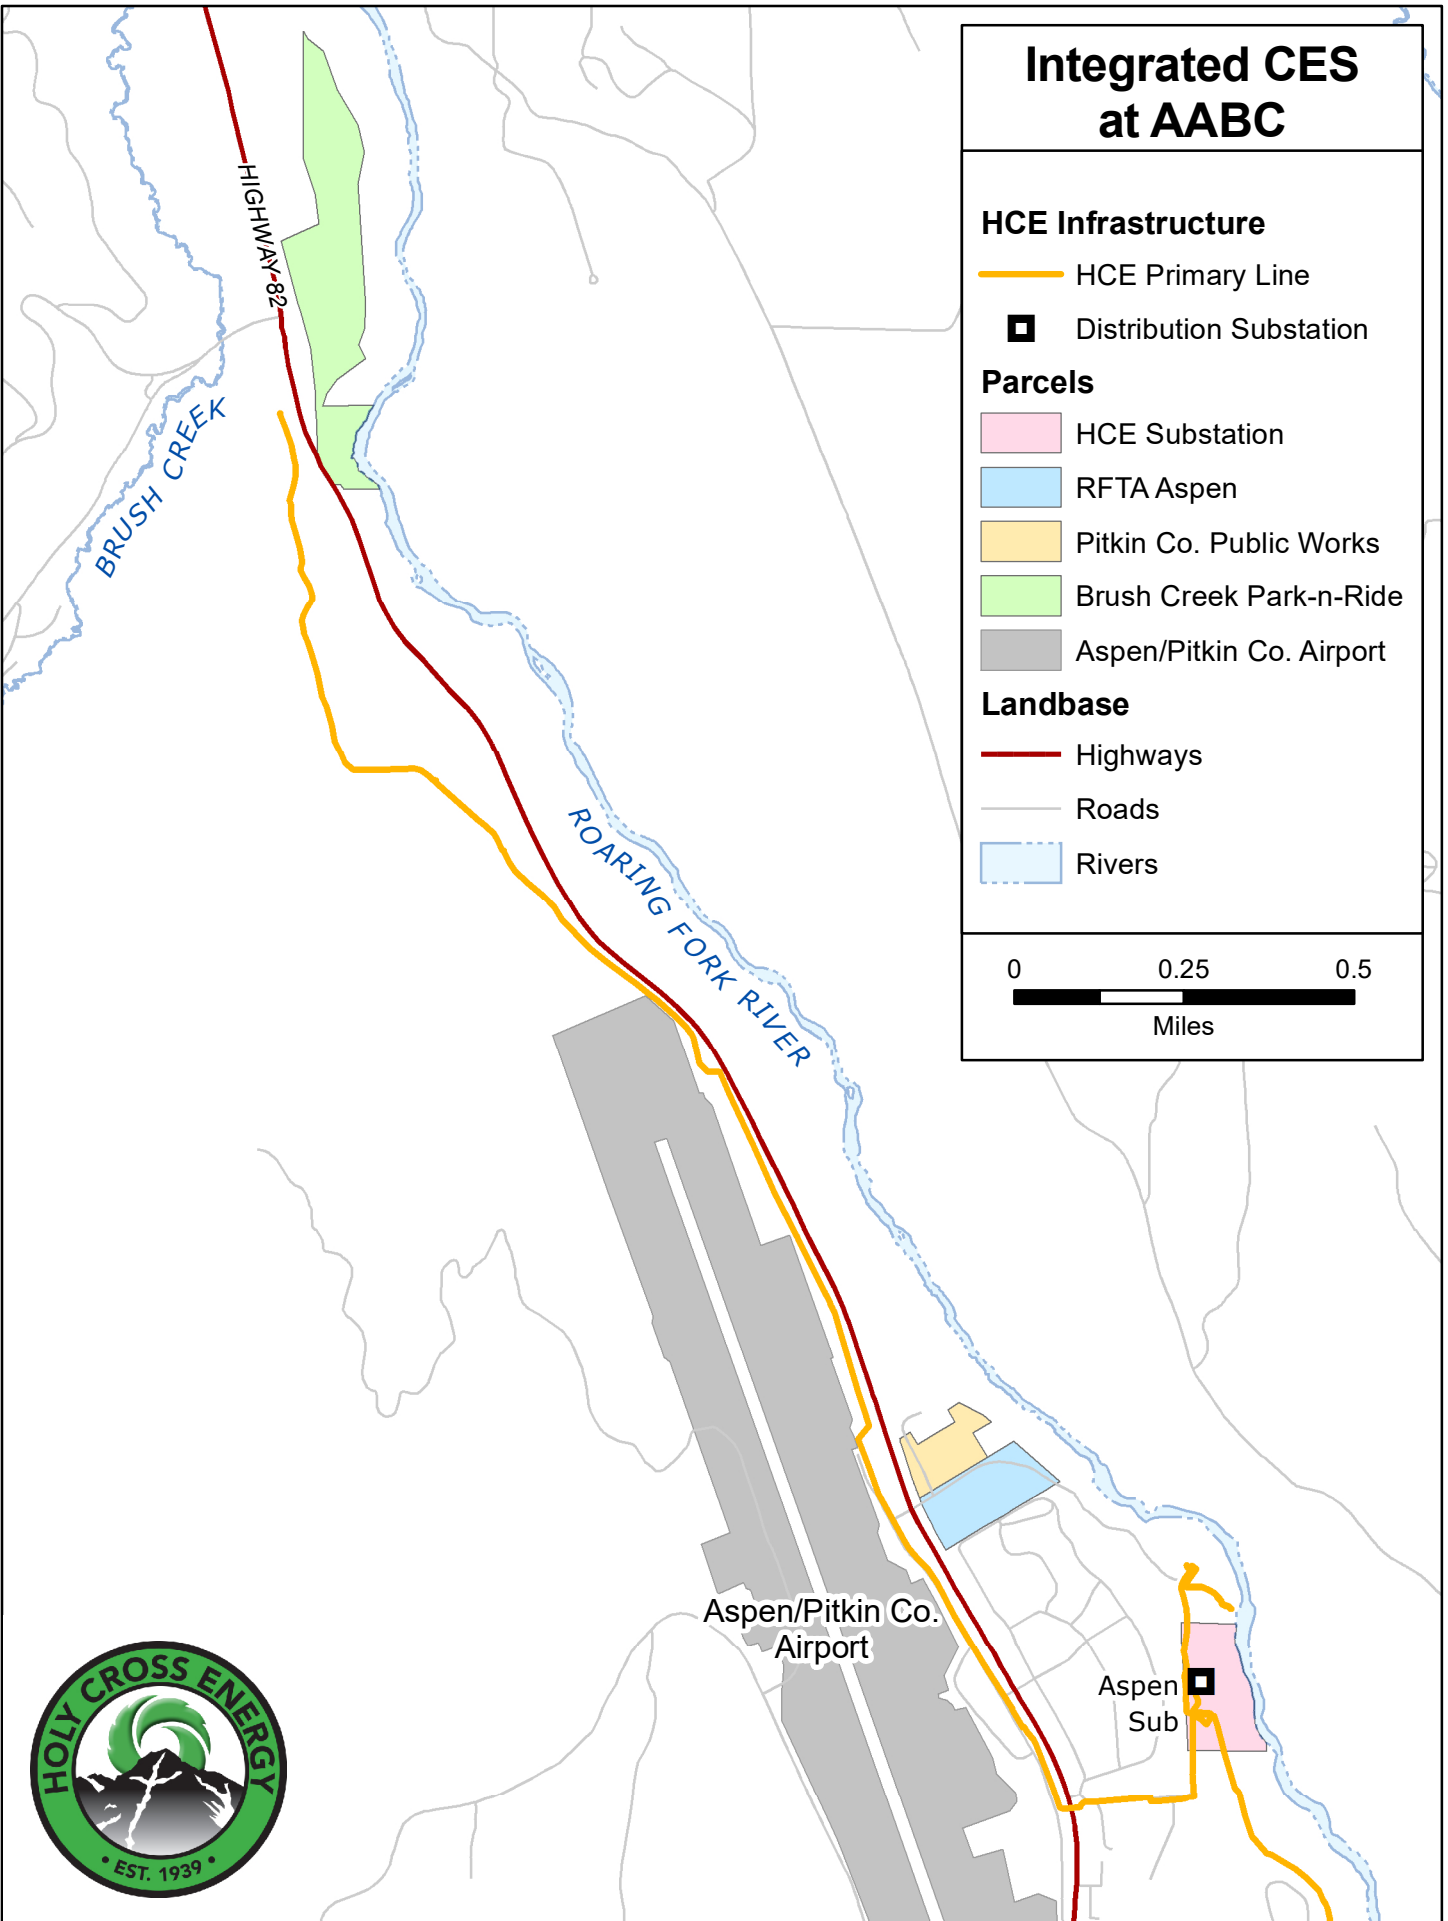 Integrated CES
at AABC
HCE Infrastructure
HCE Primary Line
Distribution Substation
Parcels
HCE Substation
RFTA Aspen
Pitkin Co. Public Works
Brush Creek Park-n-Ride
Aspen/Pitkin Co. Airport
Landbase
Highways
Roads
Rivers
0 0.25 0.5
Miles
HIGHWAY 82
BRUSH CREEK
ROARING FORK RIVER
Aspen/Pitkin Co.
Airport
Aspen
Sub
HOLY CROSS ENERGY
• EST. 1939 •